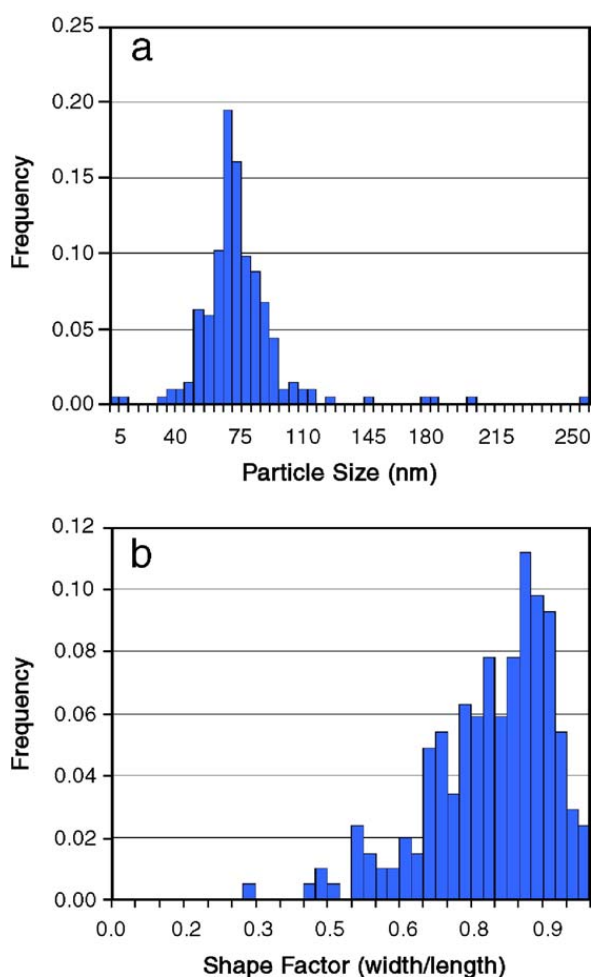 a
0.25
0.20
0.15
0.10
0.05
0.00
Frequency
5 40 75 110 145 180 215 250
Particle Size (nm)
b
0.12
0.10
0.08
0.06
0.04
0.02
0.00
Frequency
0.0 0.2 0.3 0.5 0.6 0.8 0.9
Shape Factor (width/length)